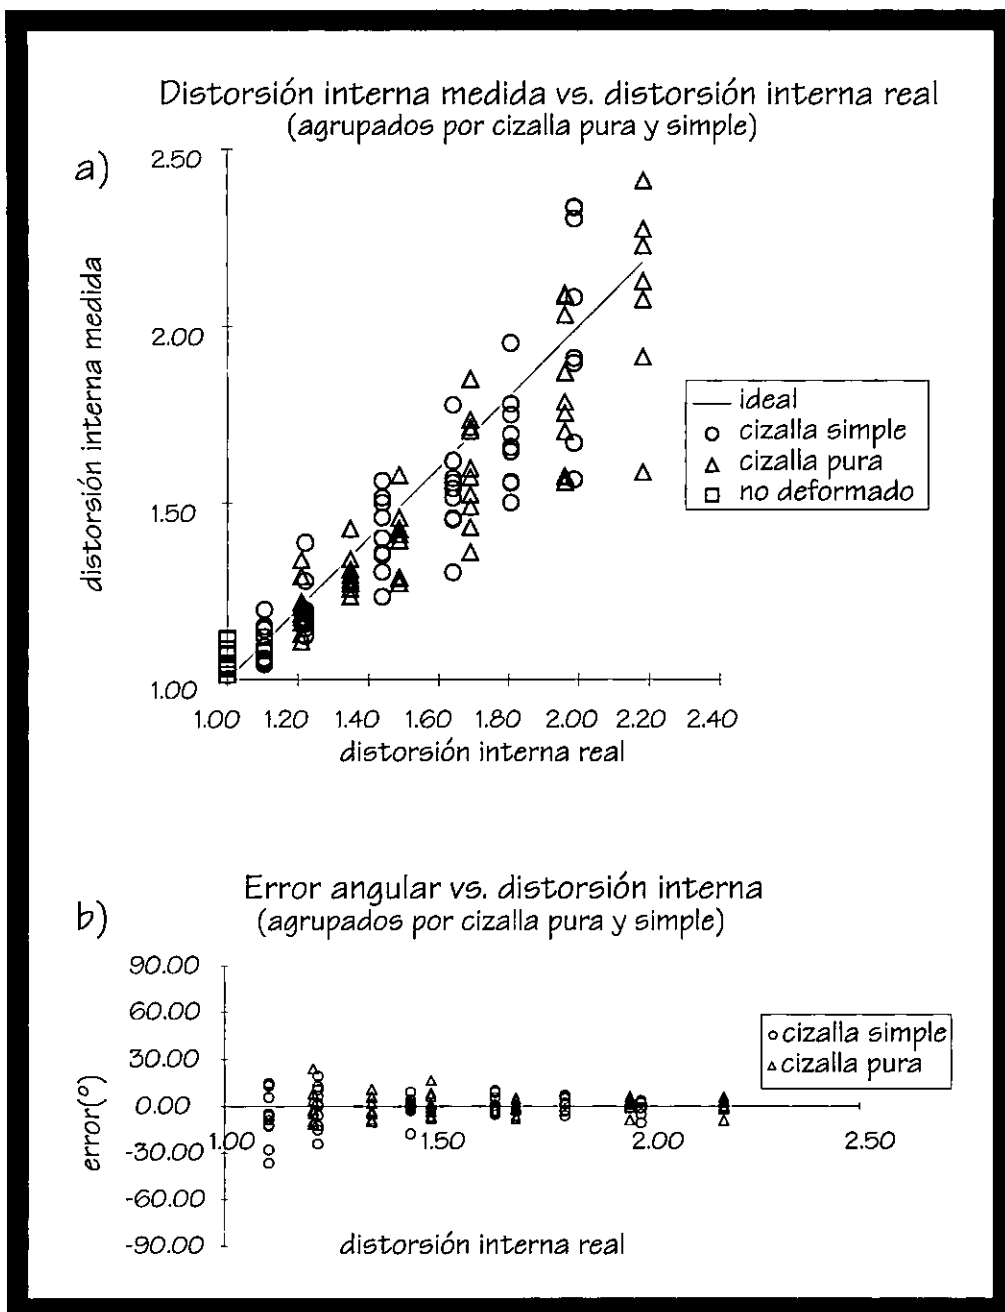 Distorsión interna medida vs. distorsión interna real
(agrupados por cizalla pura y simple)
a)
2.50
2.00
1.50
1.00
distorsión interna medida
1.00 1.20 1.40 1.60 1.80 2.00 2.20 2.40
distorsión interna real
ideal
cizalla simple
cizalla pura
no deformado
Error angular vs. distorsión interna
(agrupados por cizalla pura y simple)
b)
90.00
60.00
30.00
0.00
-30.00
-60.00
-90.00
error(°)
1.00 1.50 2.00 2.50
distorsión interna real
cizalla simple
cizalla pura